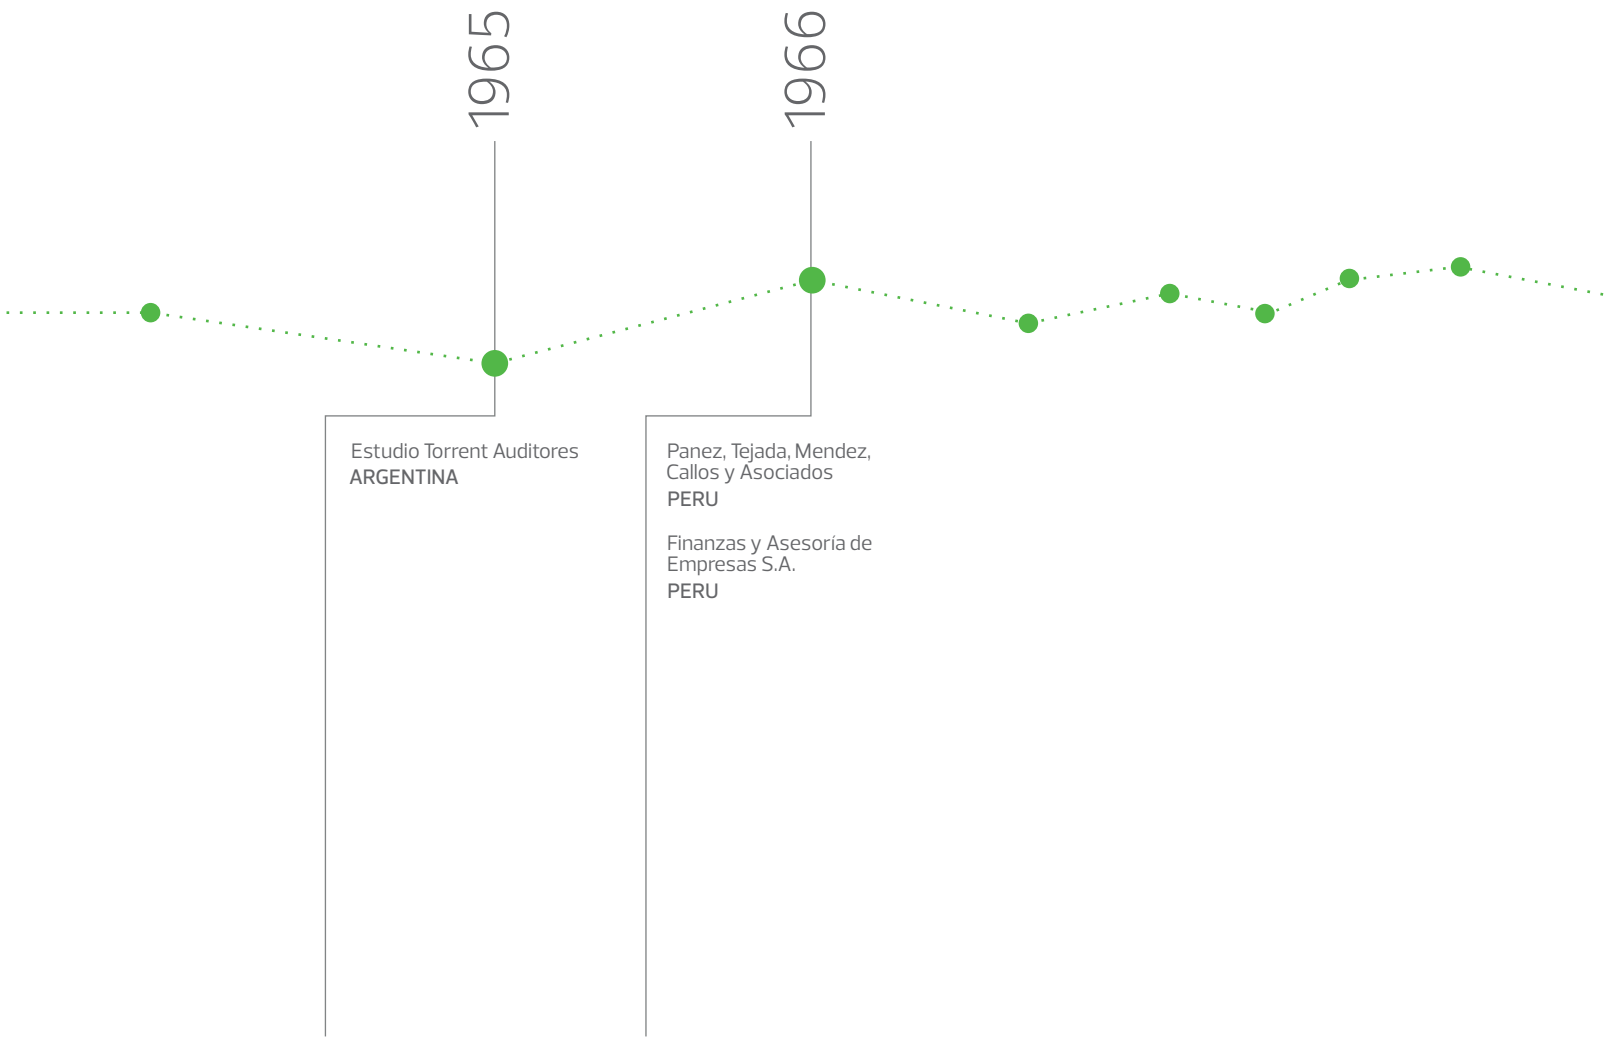 1965
1966
Estudio Torrent Auditores
ARGENTINA
Panez, Tejada, Mendez,
Callos y Asociados
PERU
Finanzas y Asesoría de
Empresas S.A.
PERU